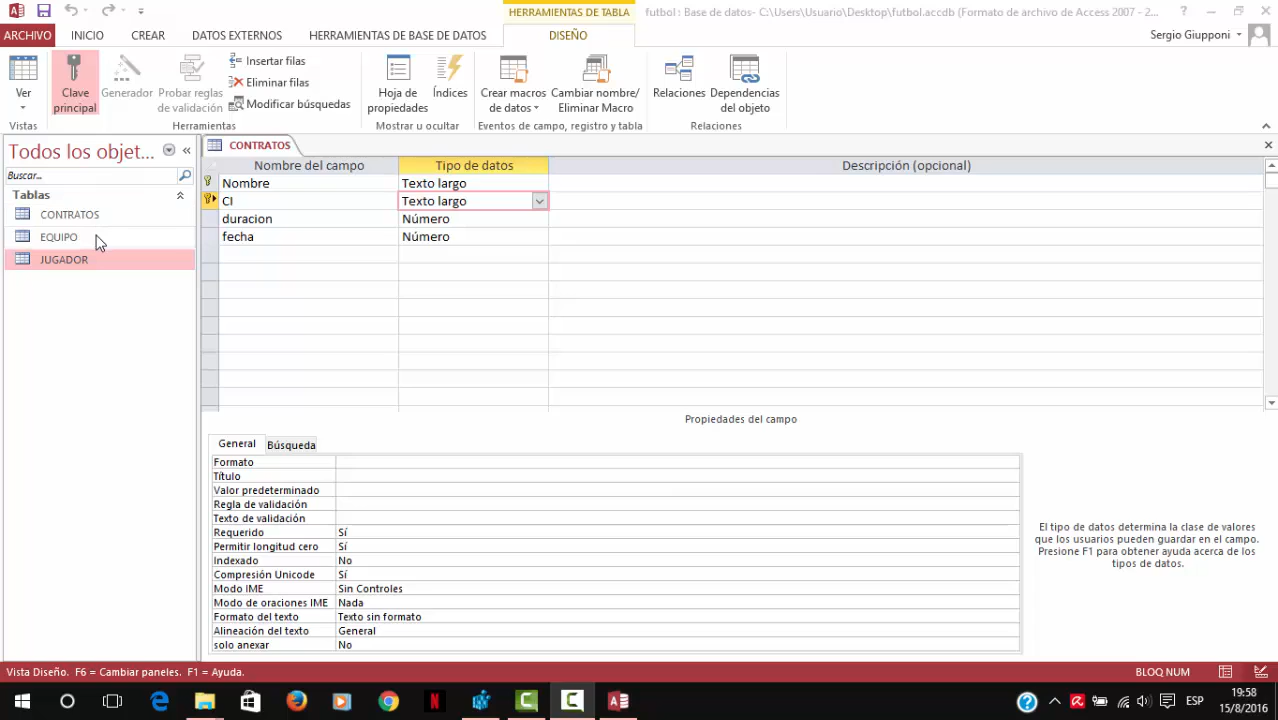 HERRAMIENTAS DE TABLA
futbol : Base de datos- C:\Users\Usuario\Desktop\futbol.accdb (Formato de archivo de Access 2007 - 2...
?
ARCHIVO INICIO CREAR DATOS EXTERNOS HERRAMIENTAS DE BASE DE DATOS DISEÑO
Sergio Giupponi
Ver
Clave principal
Generador
Probar reglas de validación
Insertar filas
Eliminar filas
Modificar búsquedas
Hoja de propiedades
Índices
Crear macros de datos
Cambiar nombre/ Eliminar Macro
Relaciones
Dependencias del objeto
Vistas
Herramientas
Mostrar u ocultar
Eventos de campo, registro y tabla
Relaciones
Todos los objet...
Buscar...
Tablas
CONTRATOS
EQUIPO
JUGADOR
CONTRATOS
Nombre del campo Tipo de datos Descripción (opcional)
Nombre Texto largo
CI Texto largo
duracion Número
fecha Número
Propiedades del campo
General Búsqueda
Formato
Título
Valor predeterminado
Regla de validación
Texto de validación
Requerido Sí
Permitir longitud cero Sí
Indexado No
Compresión Unicode Sí
Modo IME Sin Controles
Modo de oraciones IME Nada
Formato del texto Texto sin formato
Alineación del texto General
solo anexar No
El tipo de datos determina la clase de valores
que los usuarios pueden guardar en el campo.
Presione F1 para obtener ayuda acerca de los
tipos de datos.
Vista Diseño. F6 = Cambiar paneles. F1 = Ayuda.
BLOQ NUM
ESP
19:58
15/8/2016